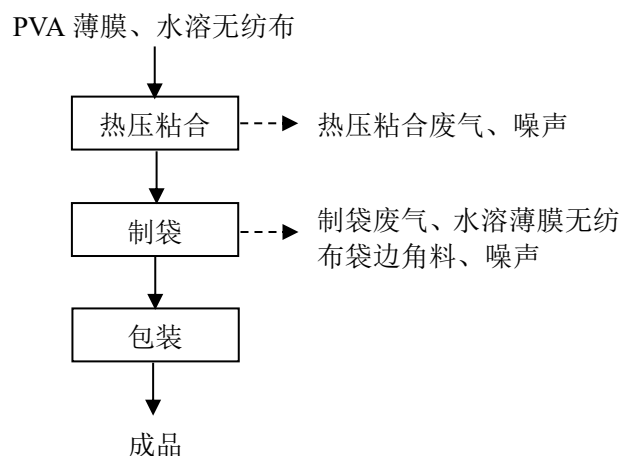 PVA 薄膜、水溶无纺布
热压粘合
热压粘合废气、噪声
制袋
制袋废气、水溶薄膜无纺
布袋边角料、噪声
包装
成品